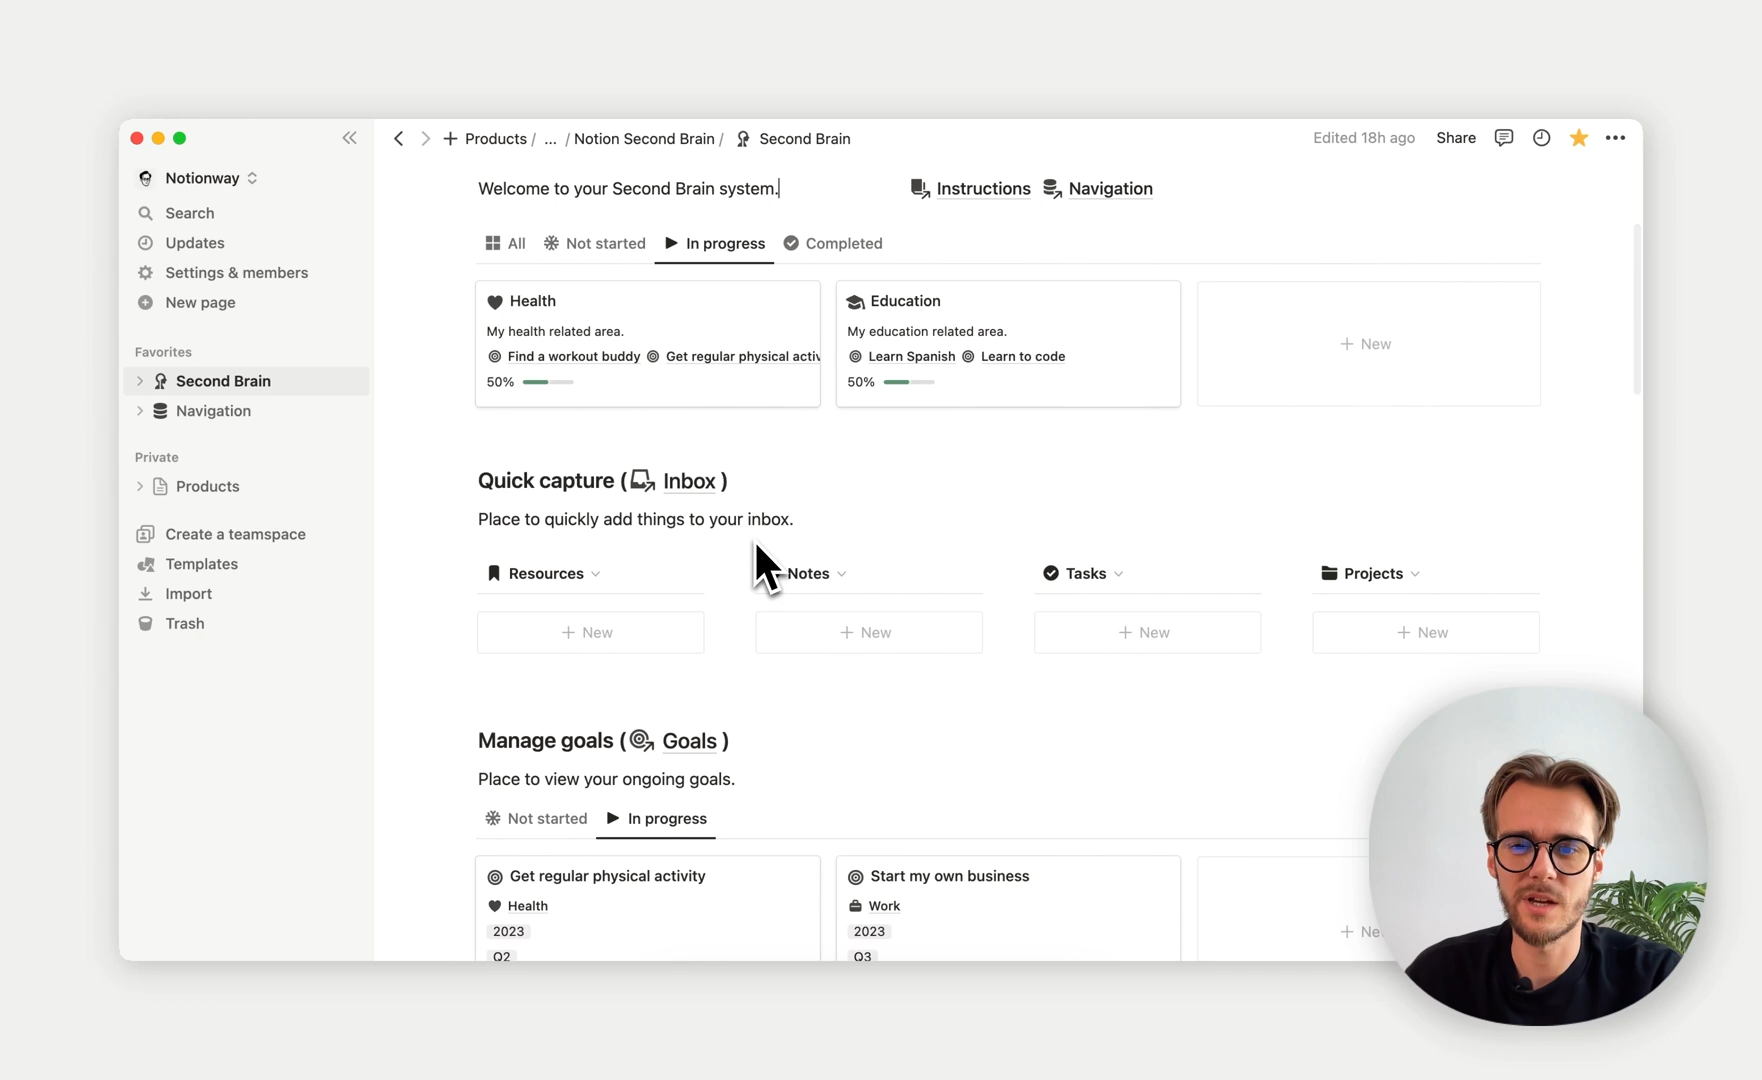 Products / ... / Notion Second Brain / Second Brain
Edited 18h ago Share
Notionway
Search
Updates
Settings & members
New page
Favorites
Second Brain
Navigation
Private
Products
Create a teamspace
Templates
Import
Trash
Welcome to your Second Brain system.
Instructions Navigation
All Not started In progress Completed
Health
My health related area.
Find a workout buddy Get regular physical activ
50%
Education
My education related area.
Learn Spanish Learn to code
50%
+ New
Quick capture ( Inbox )
Place to quickly add things to your inbox.
Resources Notes Tasks Projects
+ New + New + New + New
Manage goals ( Goals )
Place to view your ongoing goals.
Not started In progress
Get regular physical activity
Health
2023
Q2
Start my own business
Work
2023
Q3
+ Ne